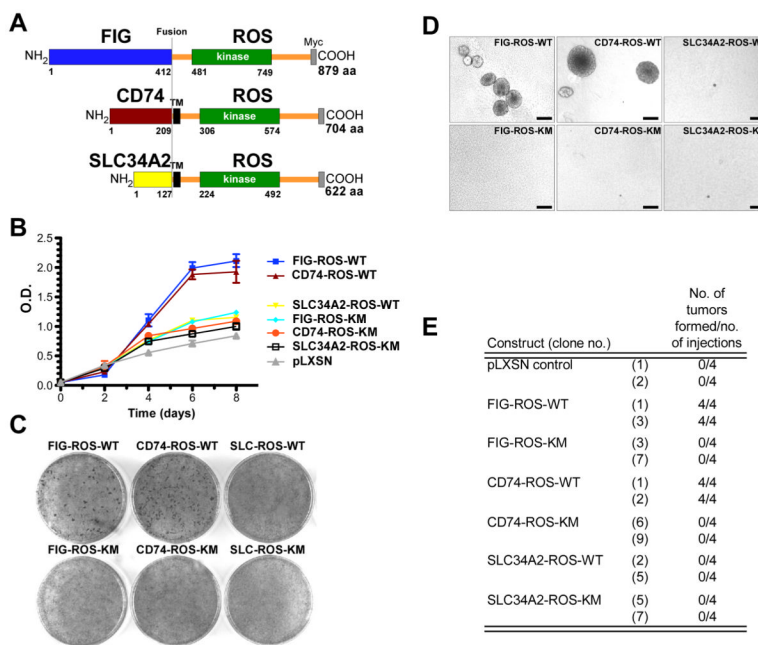 A
FIG
Fusion
ROS
Myc
NH2
kinase
COOH
1
412
481
749
879 aa
CD74
TM
ROS
NH2
kinase
COOH
1
209
306
574
704 aa
SLC34A2
TM
ROS
NH2
kinase
COOH
1
127
224
492
622 aa
B
O.D.
2.5
2.0
1.5
1.0
0.5
0.0
0
2
4
6
8
Time (days)
FIG-ROS-WT
CD74-ROS-WT
SLC34A2-ROS-WT
FIG-ROS-KM
CD74-ROS-KM
SLC34A2-ROS-KM
pLXSN
C
FIG-ROS-WT CD74-ROS-WT SLC-ROS-WT
FIG-ROS-KM CD74-ROS-KM SLC-ROS-KM
D
FIG-ROS-WT CD74-ROS-WT SLC34A2-ROS-W
FIG-ROS-KM CD74-ROS-KM SLC34A2-ROS-K
E
No. of
tumors
formed/no.
of injections
Construct (clone no.)
pLXSN control (1) 0/4
(2) 0/4
FIG-ROS-WT (1) 4/4
(3) 4/4
FIG-ROS-KM (3) 0/4
(7) 0/4
CD74-ROS-WT (1) 4/4
(2) 4/4
CD74-ROS-KM (6) 0/4
(9) 0/4
SLC34A2-ROS-WT (2) 0/4
(5) 0/4
SLC34A2-ROS-KM (5) 0/4
(7) 0/4